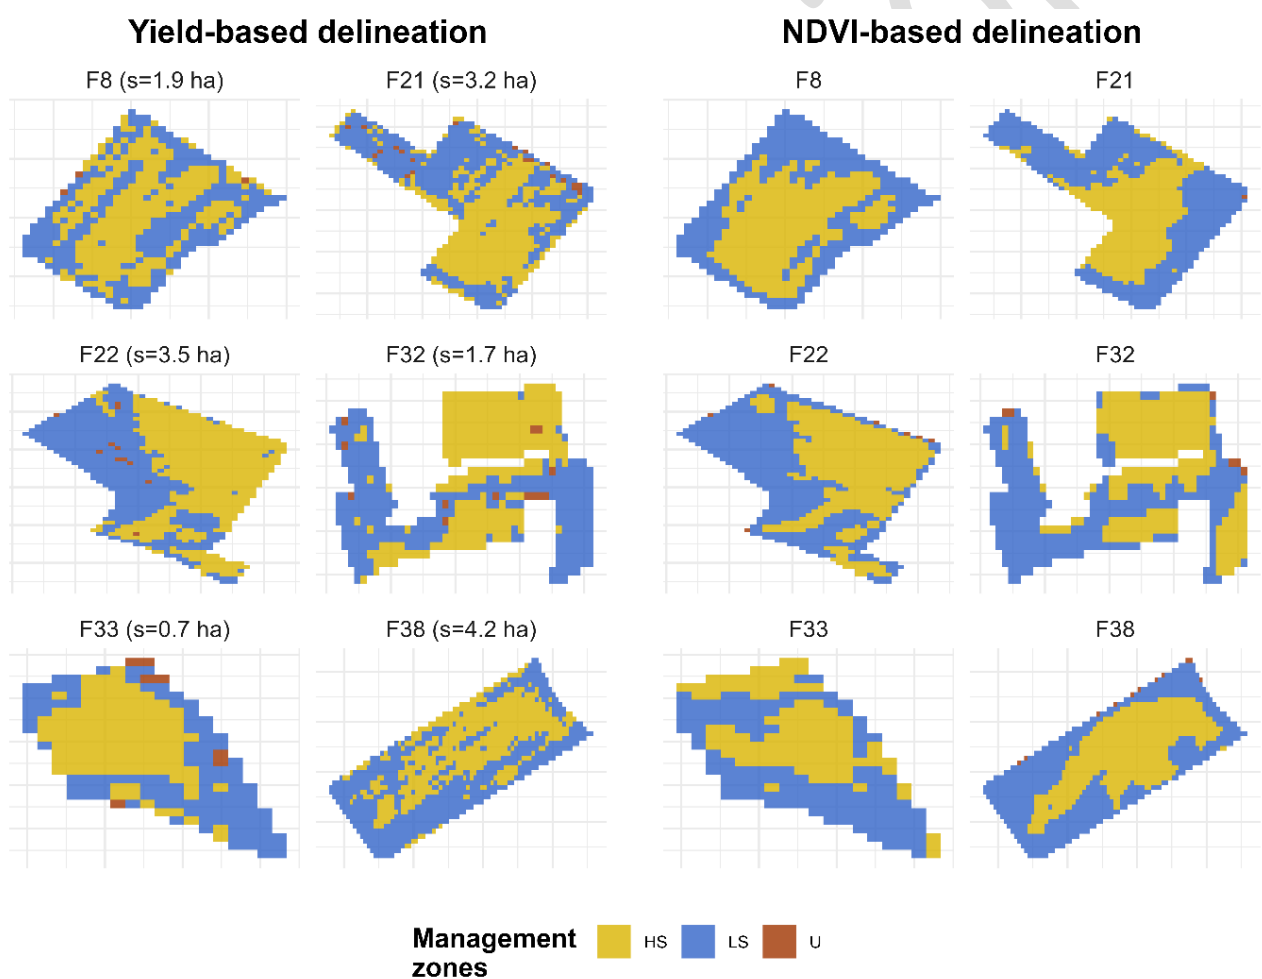 Yield-based delineation
NDVI-based delineation
F8 (s=1.9 ha)
F21 (s=3.2 ha)
F8
F21
F22 (s=3.5 ha)
F32 (s=1.7 ha)
F22
F32
F33 (s=0.7 ha)
F38 (s=4.2 ha)
F33
F38
Management
zones
HS
LS
U